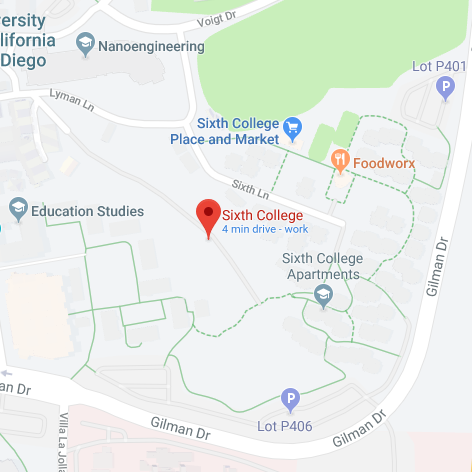 versity
alifornia
Diego
Voigt Dr
Nanoengineering
Lot P401
P
Lyman Ln
Sixth College
Place and Market
Foodworx
Sixth Ln
Education Studies
Sixth College
4 min drive - work
Gilman Dr
Sixth College
Apartments
an Dr
P
Villa La Jolla
Gilman Dr
Lot P406
Gilman Dr